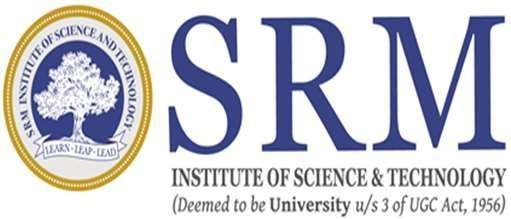 SRM INSTITUTE OF SCIENCE AND TECHNOLOGY
LEARN - LEAP - LEAD
SRM
INSTITUTE OF SCIENCE & TECHNOLOGY
(Deemed to be University u/s 3 of UGC Act, 1956)